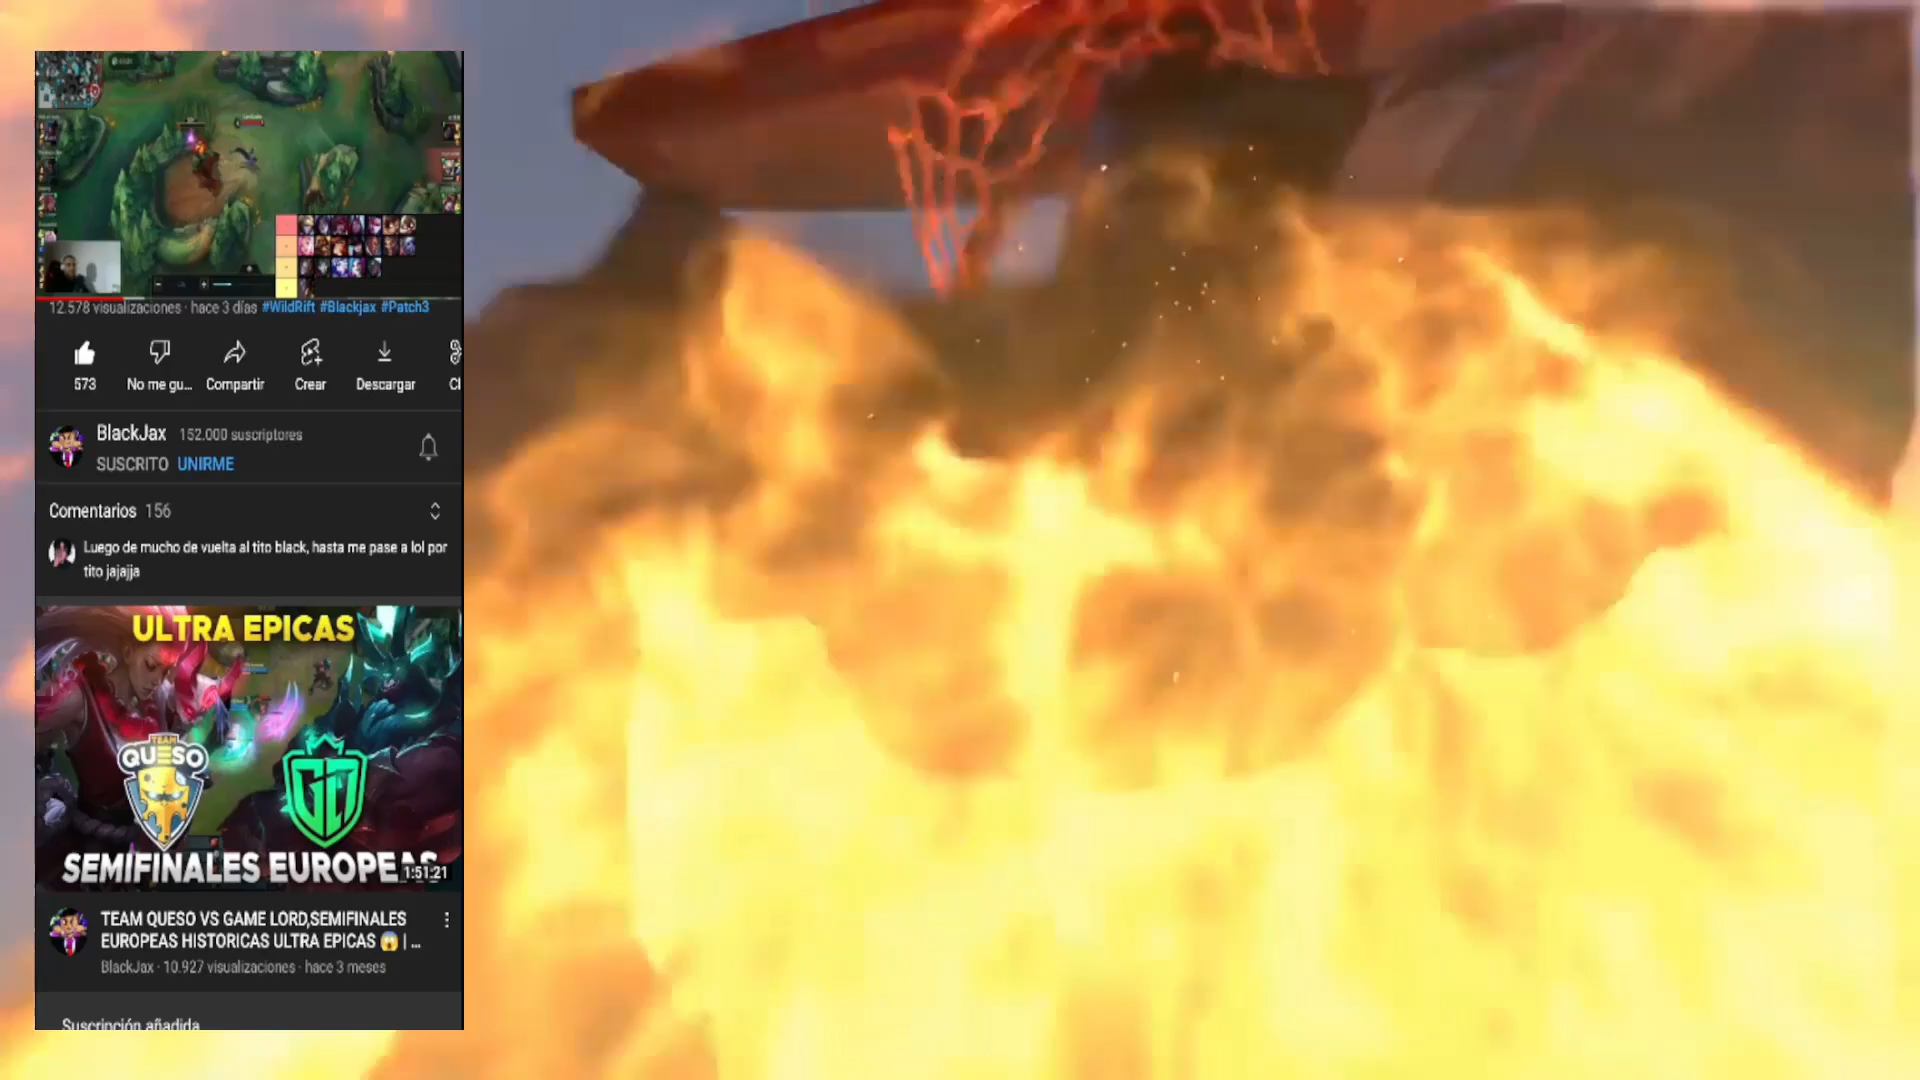 12.578 visualizaciones · hace 3 días #WildRift #Blackjax #Patch3
573
No me gu...
Compartir
Crear
Descargar
BlackJax 152.000 suscriptores
SUSCRITO UNIRME
Comentarios 156
Luego de mucho de vuelta al tito black, hasta me pase a lol por
tito jajajja
ULTRA EPICAS
TEAM
QUESO
SEMIFINALES EUROPEAS
1:51:21
TEAM QUESO VS GAME LORD,SEMIFINALES
EUROPEAS HISTORICAS ULTRA EPICAS 😱 | ...
BlackJax · 10.927 visualizaciones · hace 3 meses
Suscripción añadida